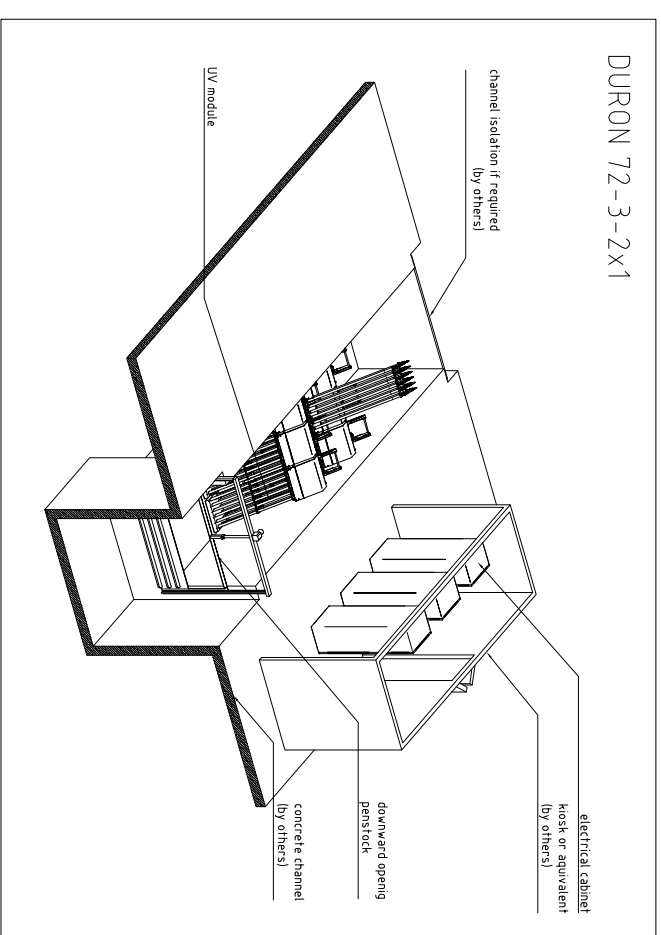 DURON 72-3-2x1
channel isolation if required
(by others)
UV module
electrical cabinet
kiosk or aquivalent
(by others)
downward openig
penstock
concrete channel
(by others)